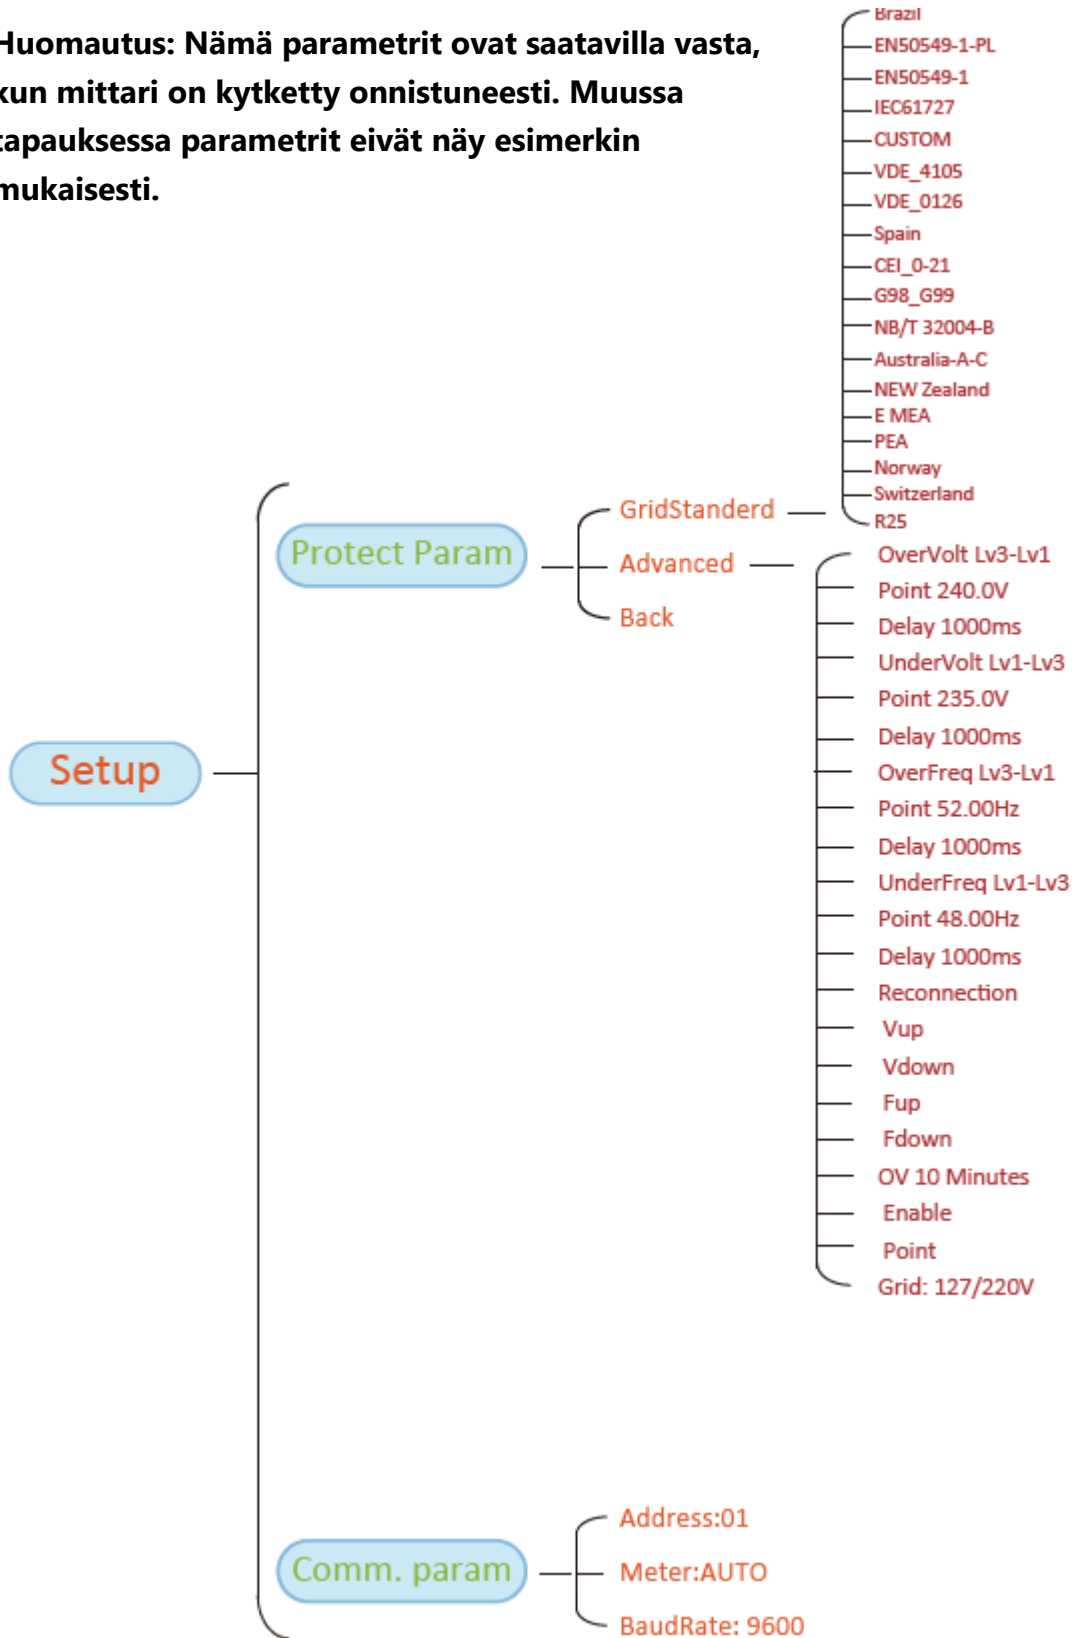 Huomautus: Nämä parametrit ovat saatavilla vasta,
kun mittari on kytketty onnistuneesti. Muussa
tapauksessa parametrit eivät näy esimerkin
mukaisesti.
Brazil
EN50549-1-PL
EN50549-1
IEC61727
CUSTOM
VDE_4105
VDE_0126
Spain
CEI_0-21
G98_G99
NB/T 32004-B
Australia-A-C
NEW Zealand
E MEA
PEA
Norway
Switzerland
R25
Setup
Protect Param
GridStanderd
Advanced
Back
OverVolt Lv3-Lv1
Point 240.0V
Delay 1000ms
UnderVolt Lv1-Lv3
Point 235.0V
Delay 1000ms
OverFreq Lv3-Lv1
Point 52.00Hz
Delay 1000ms
UnderFreq Lv1-Lv3
Point 48.00Hz
Delay 1000ms
Reconnection
Vup
Vdown
Fup
Fdown
OV 10 Minutes
Enable
Point
Grid: 127/220V
Comm. param
Address:01
Meter:AUTO
BaudRate: 9600